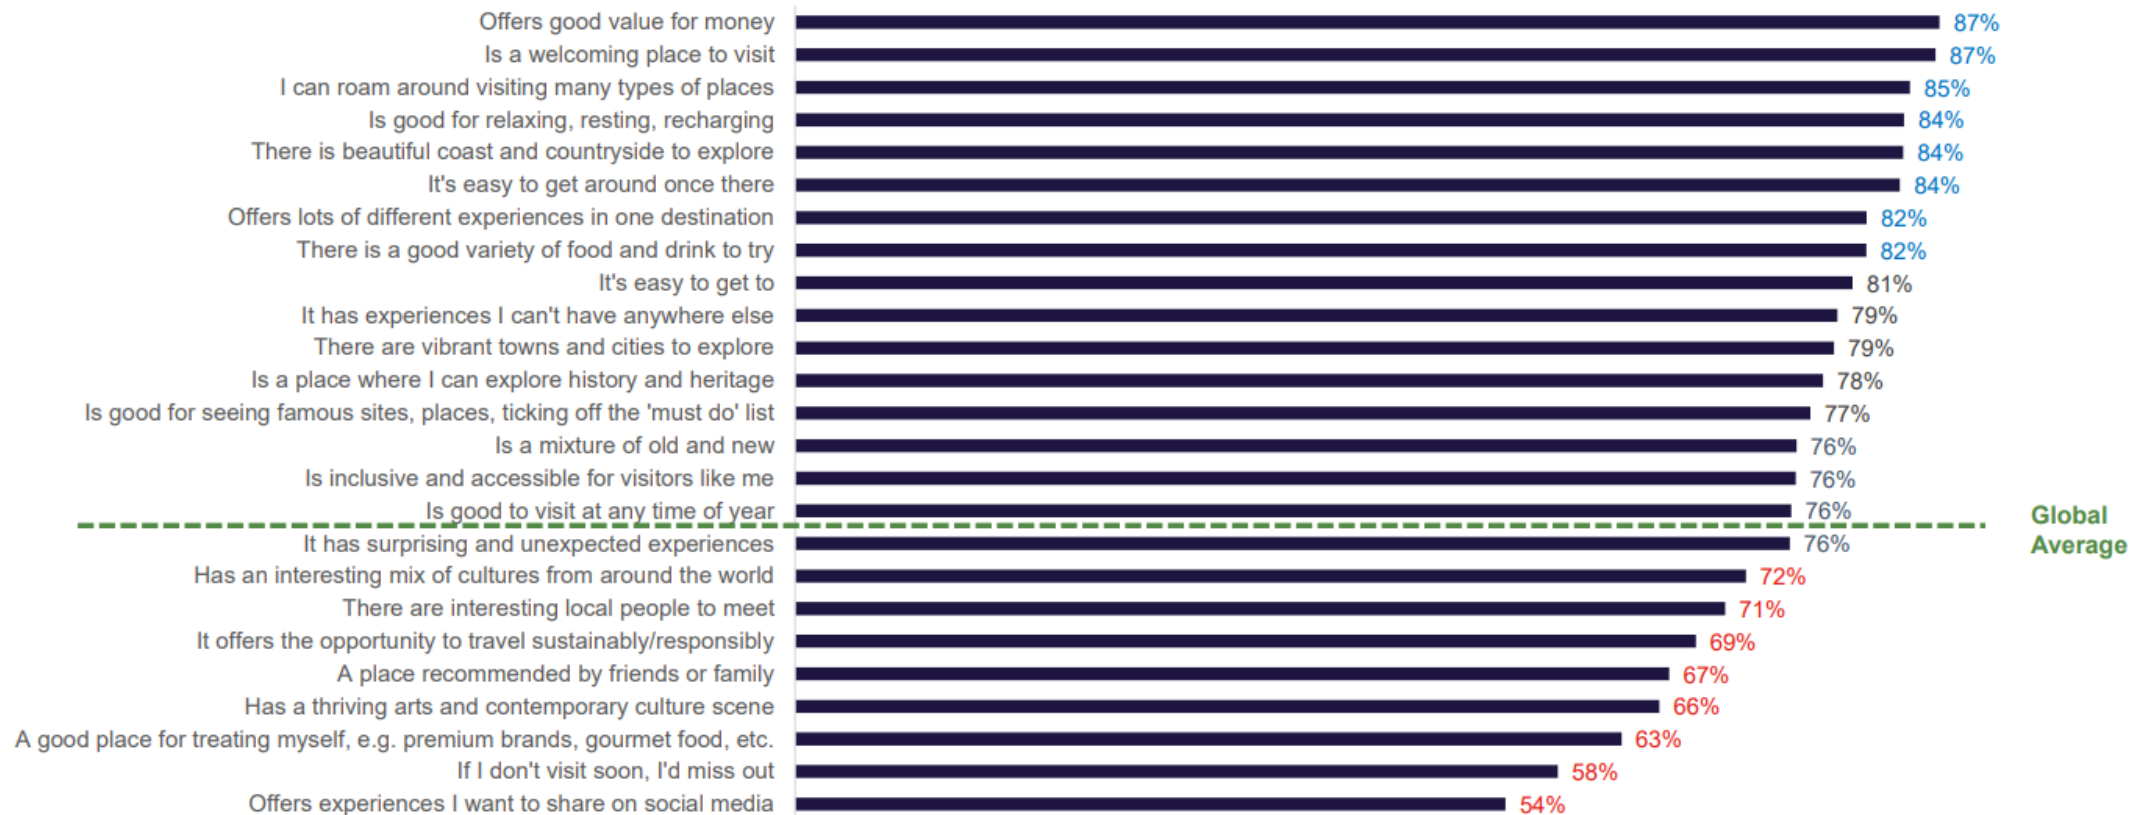 Offers good value for money 87%
Is a welcoming place to visit 87%
I can roam around visiting many types of places 85%
Is good for relaxing, resting, recharging 84%
There is beautiful coast and countryside to explore 84%
It's easy to get around once there 84%
Offers lots of different experiences in one destination 82%
There is a good variety of food and drink to try 82%
It's easy to get to 81%
It has experiences I can't have anywhere else 79%
There are vibrant towns and cities to explore 79%
Is a place where I can explore history and heritage 78%
Is good for seeing famous sites, places, ticking off the 'must do' list 77%
Is a mixture of old and new 76%
Is inclusive and accessible for visitors like me 76%
Is good to visit at any time of year 76%
Global
Average
It has surprising and unexpected experiences 76%
Has an interesting mix of cultures from around the world 72%
There are interesting local people to meet 71%
It offers the opportunity to travel sustainably/responsibly 69%
A place recommended by friends or family 67%
Has a thriving arts and contemporary culture scene 66%
A good place for treating myself, e.g. premium brands, gourmet food, etc. 63%
If I don't visit soon, I'd miss out 58%
Offers experiences I want to share on social media 54%